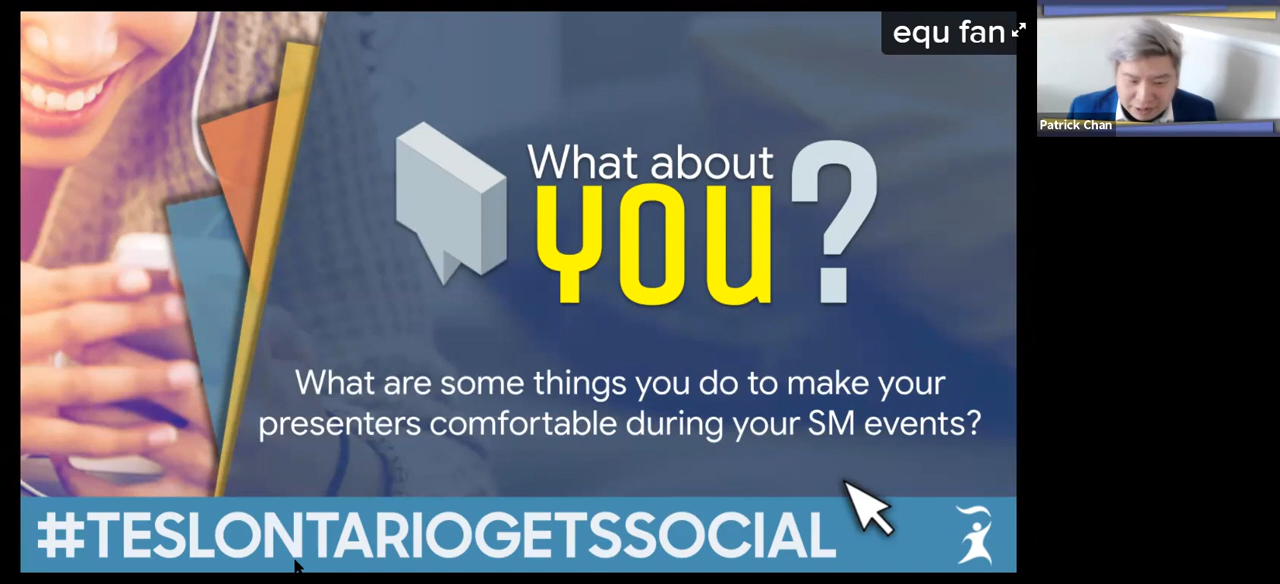 equ fan
What about
YOU?
What are some things you do to make your
presenters comfortable during your SM events?
#TESLONTARIOGETSSOCIAL
Patrick Chan